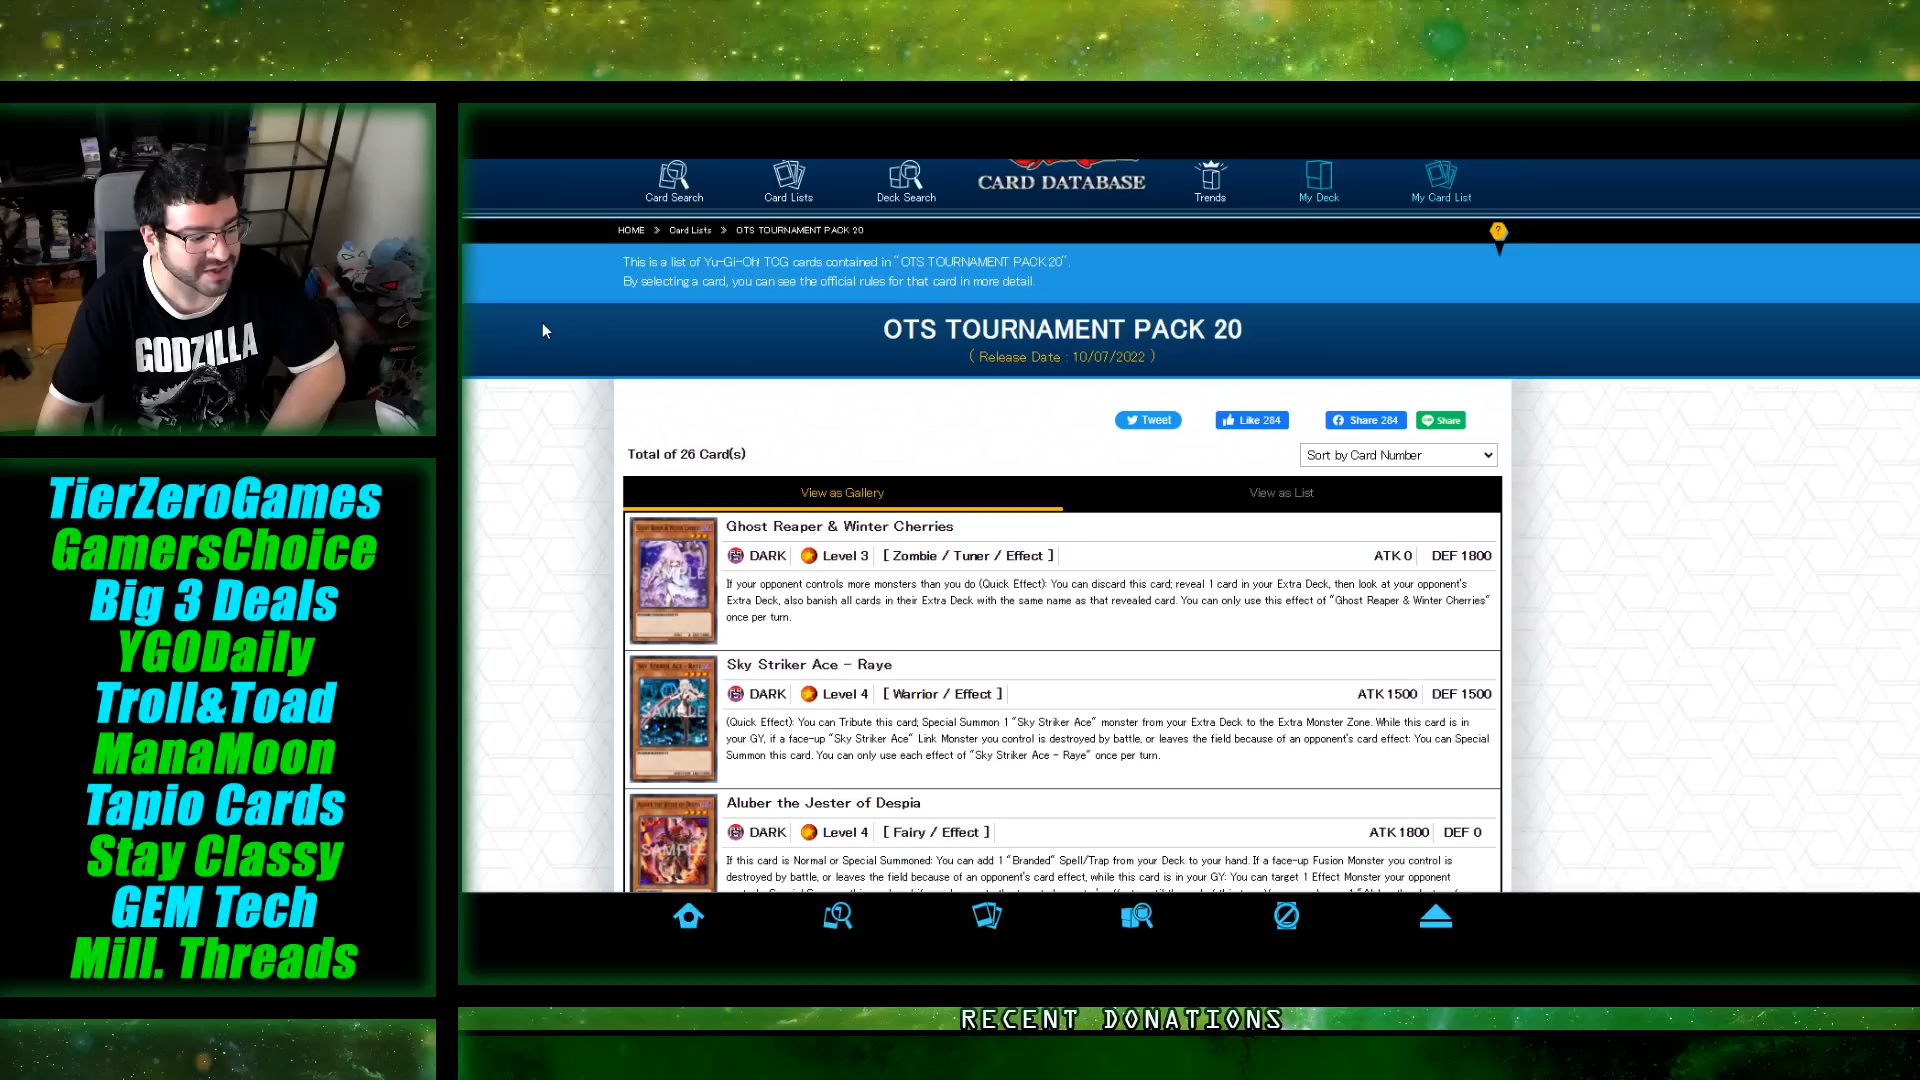 GODZILLA
TierZeroGames
GamersChoice
Big 3 Deals
YGODaily
Troll&Toad
ManaMoon
Tapio Cards
Stay Classy
GEM Tech
Mill. Threads
Card Search
Card Lists
Deck Search
CARD DATABASE
Trends
My Deck
My Card List
HOME » Card Lists » OTS TOURNAMENT PACK 20
?
This is a list of Yu-Gi-Oh! TCG cards contained in "OTS TOURNAMENT PACK 20".
By selecting a card, you can see the official rules for that card in more detail.
OTS TOURNAMENT PACK 20
( Release Date : 10/07/2022 )
Tweet
Like 284
Share 284
Share
Total of 26 Card(s)
Sort by Card Number
View as Gallery
View as List
SAMPLE
Ghost Reaper & Winter Cherries
DARK Level 3 [ Zombie / Tuner / Effect ] ATK 0 DEF 1800
If your opponent controls more monsters than you do (Quick Effect): You can discard this card; reveal 1 card in your Extra Deck, then look at your opponent's
Extra Deck, also banish all cards in their Extra Deck with the same name as that revealed card. You can only use this effect of "Ghost Reaper & Winter Cherries"
once per turn.
SAMPLE
Sky Striker Ace - Raye
DARK Level 4 [ Warrior / Effect ] ATK 1500 DEF 1500
(Quick Effect): You can Tribute this card; Special Summon 1 "Sky Striker Ace" monster from your Extra Deck to the Extra Monster Zone. While this card is in
your GY, if a face-up "Sky Striker Ace" Link Monster you control is destroyed by battle, or leaves the field because of an opponent's card effect: You can Special
Summon this card. You can only use each effect of "Sky Striker Ace - Raye" once per turn.
SAMPLE
Aluber the Jester of Despia
DARK Level 4 [ Fairy / Effect ] ATK 1800 DEF 0
If this card is Normal or Special Summoned: You can add 1 "Branded" Spell/Trap from your Deck to your hand. If a face-up Fusion Monster you control is
destroyed by battle, or leaves the field because of an opponent's card effect, while this card is in your GY: You can target 1 Effect Monster your opponent
RECENT DONATIONS